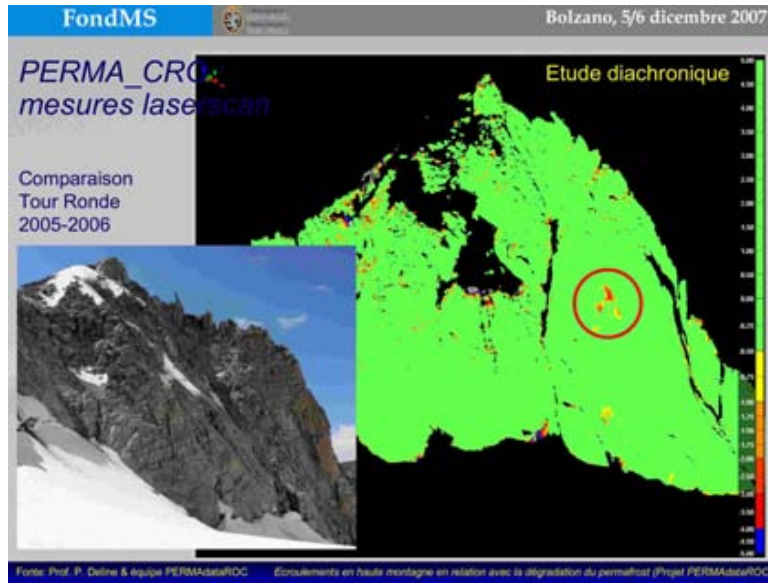 FondMS
Bolzano, 5/6 dicembre 2007
PERMA_CRO
mesures laserscan
Etude diachronique
Comparaison
Tour Ronde
2005-2006
Fonte: Prof. P. Deline & équipe PERMAdataROC
Ecroulements en haute montagne en relation avec la dégradation du permafrost (Projet PERMAdataROC